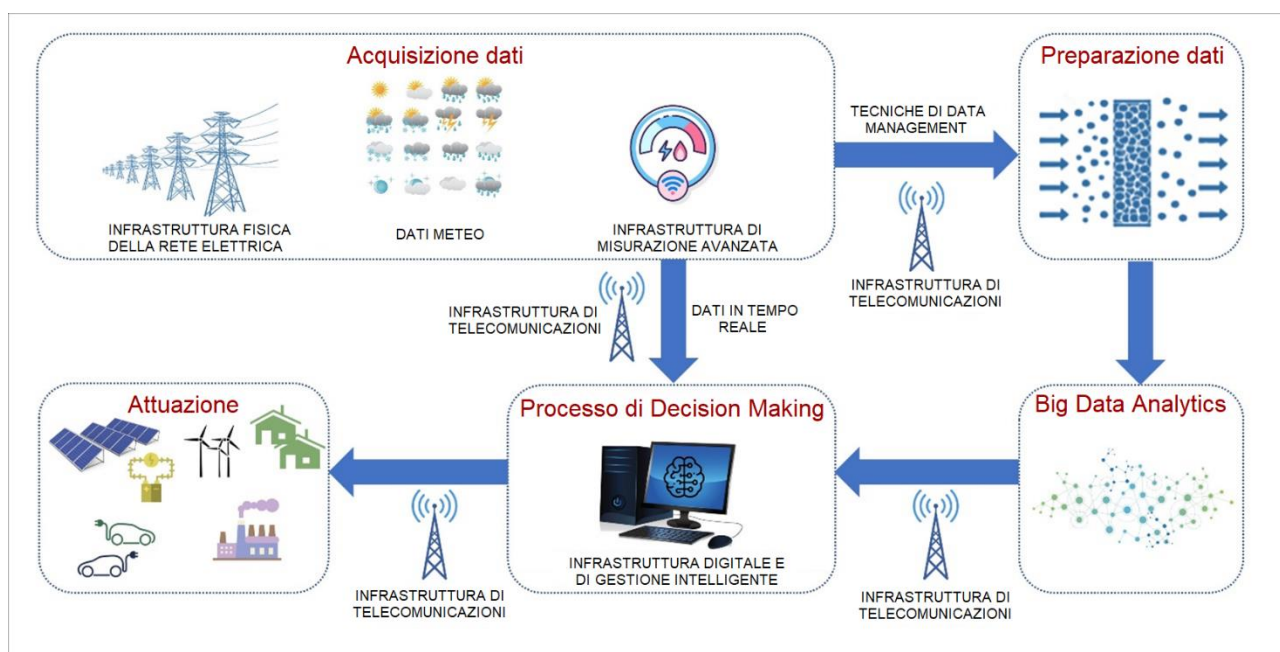 Acquisizione dati
INFRASTRUTTURA FISICA
DELLA RETE ELETTRICA
DATI METEO
INFRASTRUTTURA DI
MISURAZIONE AVANZATA
TECNICHE DI DATA
MANAGEMENT
INFRASTRUTTURA DI
TELECOMUNICAZIONI
Preparazione dati
INFRASTRUTTURA DI
TELECOMUNICAZIONI
DATI IN TEMPO
REALE
Attuazione
Processo di Decision Making
INFRASTRUTTURA DIGITALE E
DI GESTIONE INTELLIGENTE
Big Data Analytics
INFRASTRUTTURA DI
TELECOMUNICAZIONI
INFRASTRUTTURA DI
TELECOMUNICAZIONI